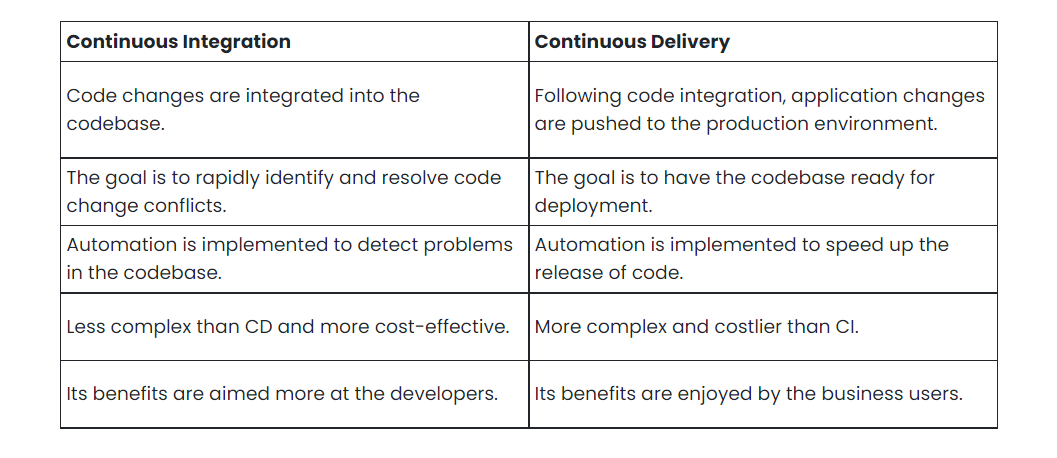 Continuous Integration
Continuous Delivery
Code changes are integrated into the
codebase.
Following code integration, application changes
are pushed to the production environment.
The goal is to rapidly identify and resolve code
change conflicts.
The goal is to have the codebase ready for
deployment.
Automation is implemented to detect problems
in the codebase.
Automation is implemented to speed up the
release of code.
Less complex than CD and more cost-effective.
More complex and costlier than CI.
Its benefits are aimed more at the developers.
Its benefits are enjoyed by the business users.